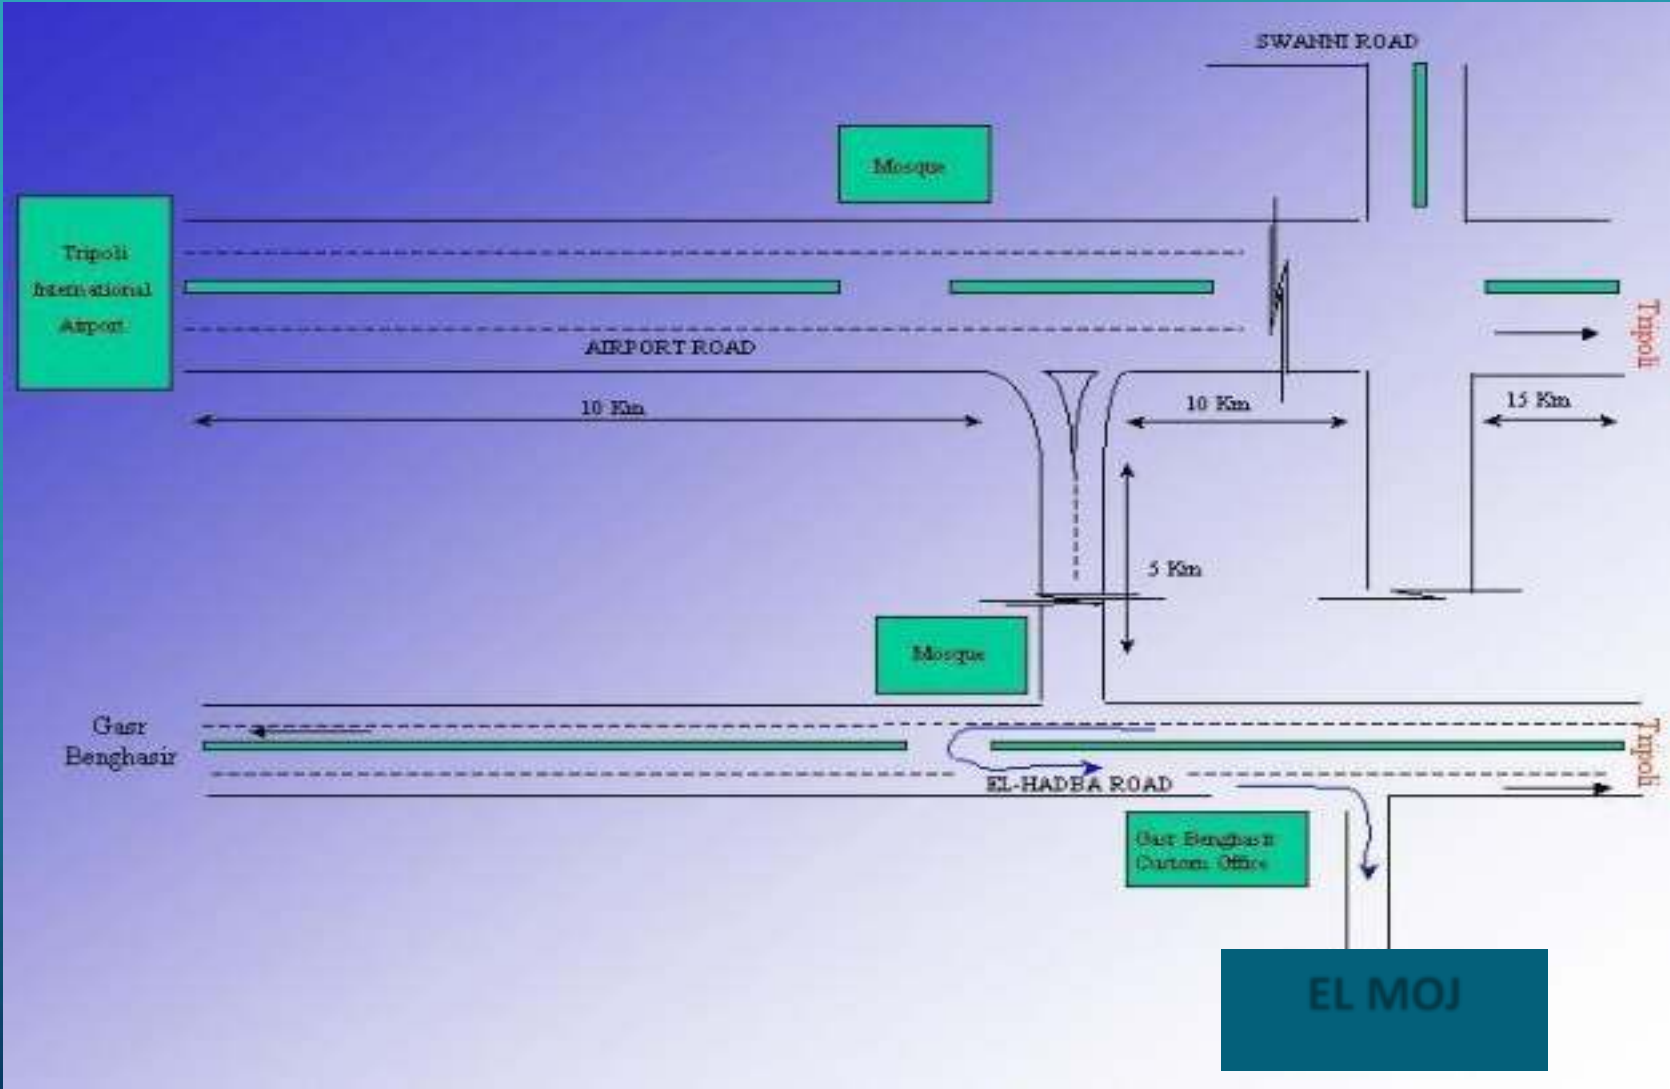 SWANNI ROAD
Mosque
Tripoli
International
Airport
Tripoli
AIRPORT ROAD
10 Km
10 Km
15 Km
5 Km
Mosque
Gasr
Benghasir
Tripoli
EL-HADBA ROAD
Gasr Benghasir
Custom Office
EL MOJ